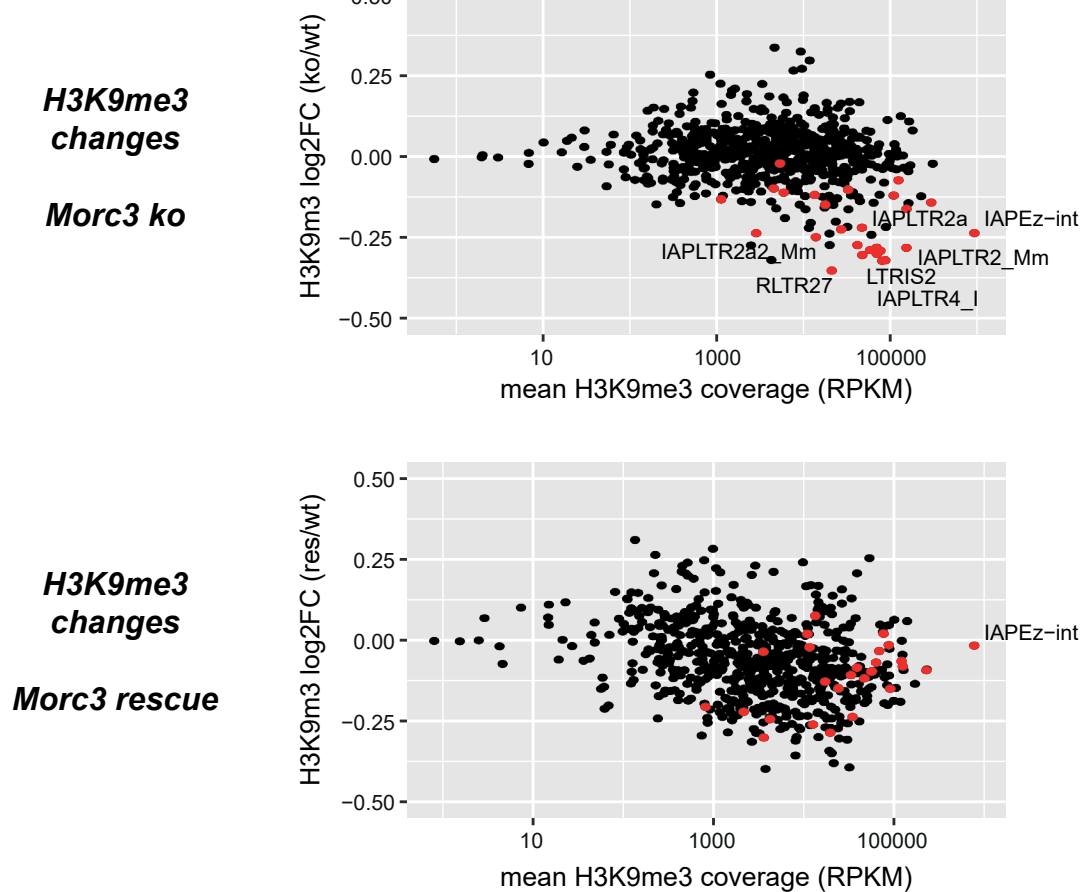 0.50
0.25
0.00
−0.25
−0.50
H3K9m3 log2FC (ko/wt)
H3K9me3
changes
Morc3 ko
IAPLTR2a IAPEz−int
IAPLTR2a2_Mm
IAPLTR2_Mm
RLTR27
LTRIS2
IAPLTR4_I
10 1000 100000
mean H3K9me3 coverage (RPKM)
0.50
0.25
0.00
−0.25
−0.50
H3K9m3 log2FC (res/wt)
H3K9me3
changes
Morc3 rescue
IAPEz−int
10 1000 100000
mean H3K9me3 coverage (RPKM)